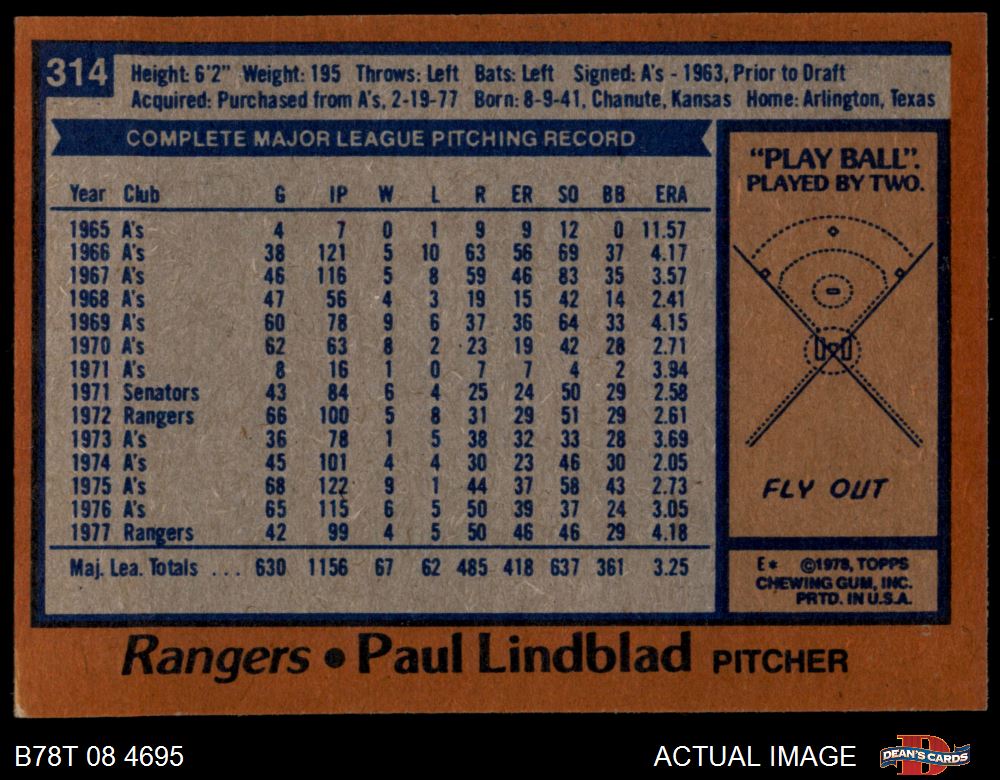 314
Height: 6'2" Weight: 195 Throws: Left Bats: Left Signed: A's - 1963, Prior to Draft
Acquired: Purchased from A's, 2-19-77 Born: 8-9-41, Chanute, Kansas Home: Arlington, Texas
COMPLETE MAJOR LEAGUE PITCHING RECORD
Year Club G IP W L R ER SO BB ERA
1965 A's 4 7 0 1 9 9 12 0 11.57
1966 A's 38 121 5 10 63 56 69 37 4.17
1967 A's 46 116 5 8 59 46 83 35 3.57
1968 A's 47 56 4 3 19 15 42 14 2.41
1969 A's 60 78 9 6 37 36 64 33 4.15
1970 A's 62 63 8 2 23 19 42 28 2.71
1971 A's 8 16 1 0 7 7 4 2 3.94
1971 Senators 43 84 6 4 25 24 50 29 2.58
1972 Rangers 66 100 5 8 31 29 51 29 2.61
1973 A's 36 78 1 5 38 32 33 28 3.69
1974 A's 45 101 4 4 30 23 46 30 2.05
1975 A's 68 122 9 1 44 37 58 43 2.73
1976 A's 65 115 6 5 50 39 37 24 3.05
1977 Rangers 42 99 4 5 50 46 46 29 4.18
Maj. Lea. Totals ... 630 1156 67 62 485 418 637 361 3.25
"PLAY BALL".
PLAYED BY TWO.
FLY OUT
E* ©1978, TOPPS
CHEWING GUM, INC.
PRTD. IN U.S.A.
Rangers • Paul Lindblad PITCHER
B78T 08 4695
ACTUAL IMAGE
D
DEAN'S CARDS